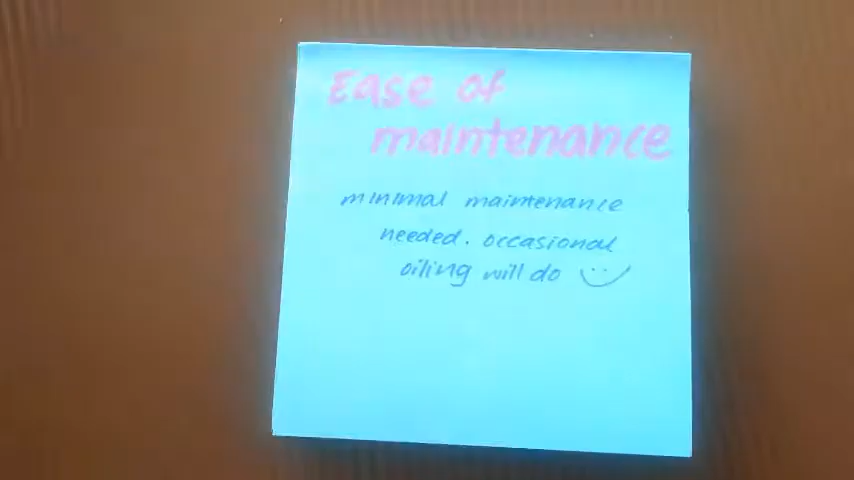 Ease of
maintenance
minimal maintenance
needed. occasional
oiling will do